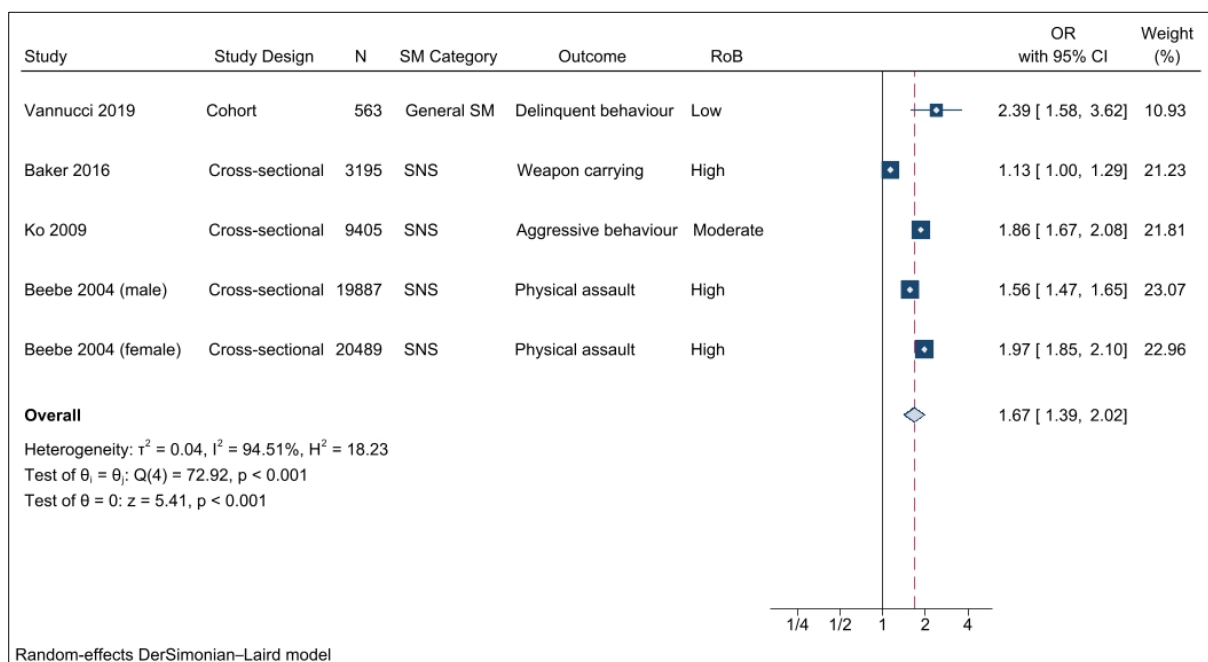 Study Study Design N SM Category Outcome RoB OR with 95% CI Weight (%)
Vannucci 2019 Cohort 563 General SM Delinquent behaviour Low 2.39 [ 1.58, 3.62] 10.93
Baker 2016 Cross-sectional 3195 SNS Weapon carrying High 1.13 [ 1.00, 1.29] 21.23
Ko 2009 Cross-sectional 9405 SNS Aggressive behaviour Moderate 1.86 [ 1.67, 2.08] 21.81
Beebe 2004 (male) Cross-sectional 19887 SNS Physical assault High 1.56 [ 1.47, 1.65] 23.07
Beebe 2004 (female) Cross-sectional 20489 SNS Physical assault High 1.97 [ 1.85, 2.10] 22.96
Overall 1.67 [ 1.39, 2.02]
Heterogeneity: τ² = 0.04, I² = 94.51%, H² = 18.23
Test of θᵢ = θⱼ: Q(4) = 72.92, p < 0.001
Test of θ = 0: z = 5.41, p < 0.001
1/4 1/2 1 2 4
Random-effects DerSimonian–Laird model